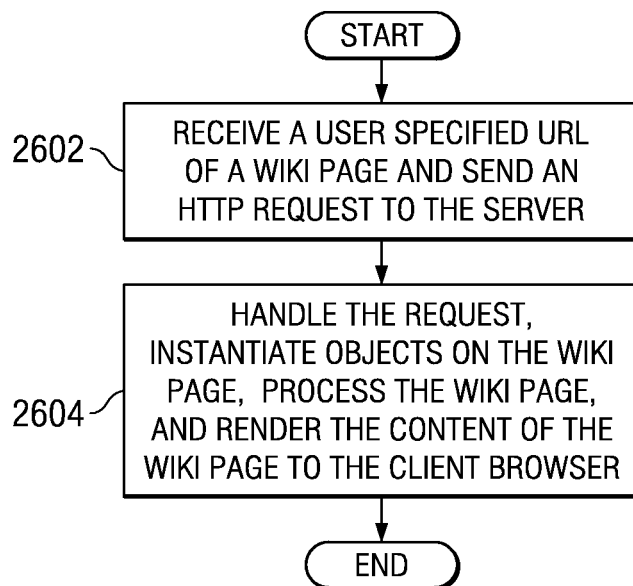 START
2602
RECEIVE A USER SPECIFIED URL
OF A WIKI PAGE AND SEND AN
HTTP REQUEST TO THE SERVER
2604
HANDLE THE REQUEST,
INSTANTIATE OBJECTS ON THE WIKI
PAGE, PROCESS THE WIKI PAGE,
AND RENDER THE CONTENT OF THE
WIKI PAGE TO THE CLIENT BROWSER
END